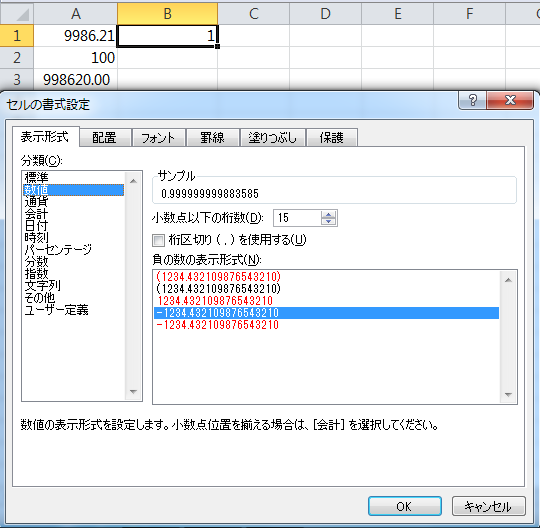 A B C D E F
1 9986.21 1
2 100
3 998620.00
セルの書式設定
表示形式 配置 フォント 罫線 塗りつぶし 保護
分類(C):
標準
数値
通貨
会計
日付
時刻
パーセンテージ
分数
指数
文字列
その他
ユーザー定義
サンプル
0.999999999883585
小数点以下の桁数(D): 15
桁区切り ( , ) を使用する(U)
負の数の表示形式(N):
(1234.432109876543210)
(1234.432109876543210)
1234.432109876543210
-1234.432109876543210
-1234.432109876543210
数値の表示形式を設定します。小数点位置を揃える場合は、[会計] を選択してください。
OK キャンセル